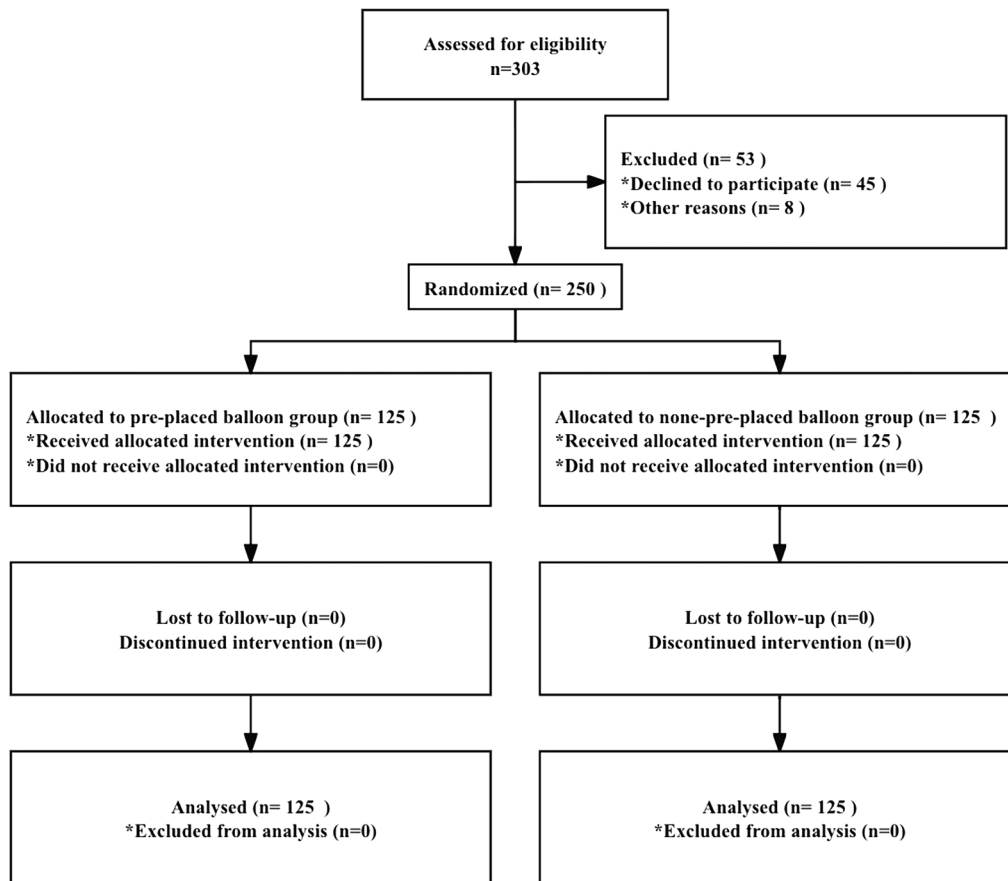 Assessed for eligibility
n=303
Excluded (n= 53 )
*Declined to participate (n= 45 )
*Other reasons (n= 8 )
Randomized (n= 250 )
Allocated to pre-placed balloon group (n= 125 )
*Received allocated intervention (n= 125 )
*Did not receive allocated intervention (n=0)
Allocated to none-pre-placed balloon group (n= 125 )
*Received allocated intervention (n= 125 )
*Did not receive allocated intervention (n=0)
Lost to follow-up (n=0)
Discontinued intervention (n=0)
Lost to follow-up (n=0)
Discontinued intervention (n=0)
Analysed (n= 125 )
*Excluded from analysis (n=0)
Analysed (n= 125 )
*Excluded from analysis (n=0)